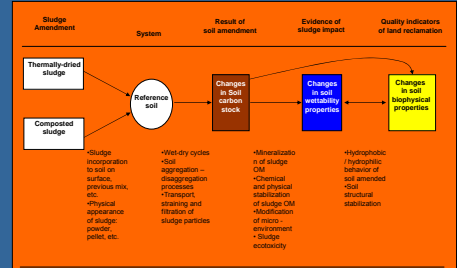 Sludge
Amendment
System
Result of
soil amendment
Evidence of
sludge impact
Quality indicators
of land reclamation
Thermally-dried
sludge
Composted
sludge
Reference
soil
Changes
in Soil
carbon
stock
Changes
in soil
wettability
properties
Changes
in soil
biophysical
properties
•Sludge
incorporation
to soil on
surface,
previous mix,
etc.
•Physical
appearance
of sludge:
powder,
pellet, etc.
•Wet-dry cycles
•Soil
aggregation –
disaggregation
processes
•Transport,
straining and
filtration of
sludge particles
•Mineralizatio
n of sludge
OM
•Chemical
and physical
stabilization
of sludge OM
•Modification
of micro -
environment
• Sludge
ecotoxicity
•Hydrophobic
/ hydrophilic
behavior of
soil amended
•Soil
structural
stabilization